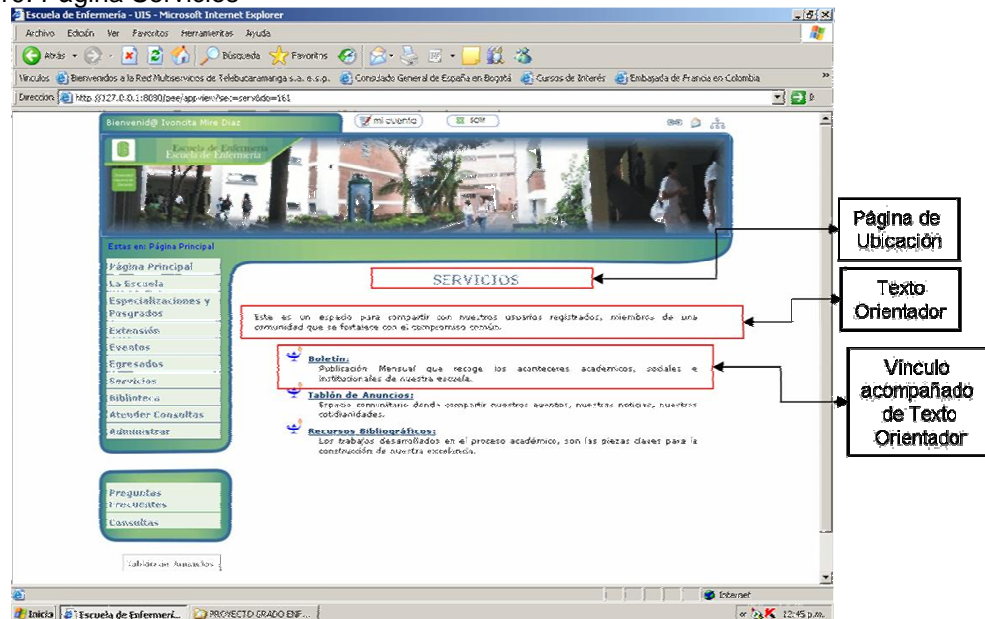 Página Servicios
Escuela de Enfermería - UIS - Microsoft Internet Explorer
Archivo Edición Ver Favoritos Herramientas Ayuda
Atrás Búsqueda Favoritos
Vínculos Bienvenidos a la Red Multiservicios de Telebucaramanga s.a. e.s.p. Consulado General de España en Bogotá Cursos de Interés Embajada de Francia en Colombia
Dirección
Bienvenid@ Ivoncita Mire Diaz mi cuenta salir
Escuela de Enfermería
Escuela de Enfermería
Estas en: Página Principal
Página Principal
La Escuela
Especializaciones y
Posgrados
Extensión
Eventos
Egresados
Servicios
Biblioteca
Atender Consultas
Administrar
Preguntas
Frecuentes
Consultas
Tablón de Anuncios
SERVICIOS
Este es un espacio para compartir con nuestros usuarios registrados, miembros de una
comunidad que se fortalece con el compromiso común.
Boletín:
Publicación Mensual que recoge los aconteceres académicos, sociales e
institucionales de nuestra escuela.
Tablón de Anuncios:
Espacio comunitario donde compartir nuestros eventos, nuestras noticias, nuestras
cotidianidades.
Recursos Bibliográficos:
Los trabajos desarrollados en el proceso académico, son las piezas claves para la
construcción de nuestra excelencia.
Página de
Ubicación
Texto
Orientador
Vínculo
acompañado
de Texto
Orientador
Internet
Inicio Escuela de Enfermerí... PROYECTO GRADO ENF... 12:45 p.m.